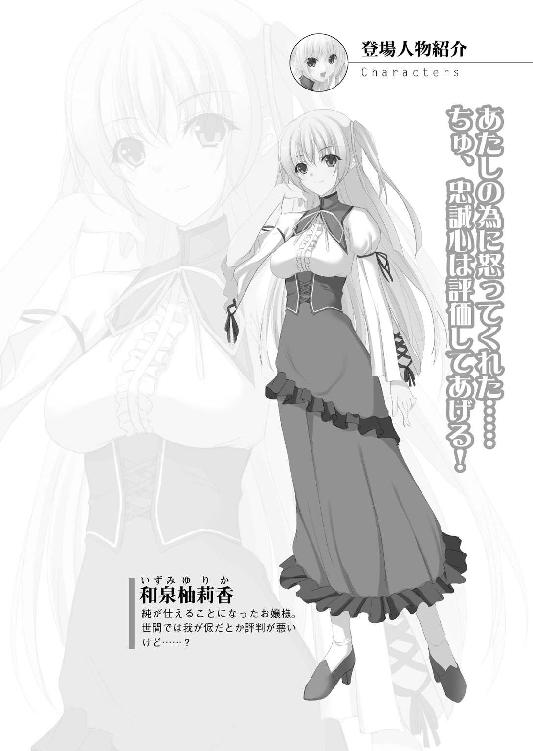 登場人物紹介
Characters
あたしの為に怒ってくれた……
ちゅ、忠誠心は評価してあげる！
いずみゆりか
和泉柚莉香
純が仕えることになったお嬢様。
世間では我が侭だとか評判が悪い
けど……？